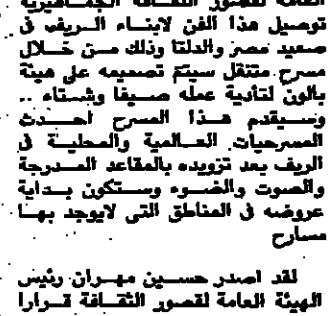 العامة لقصور الثقافة الجماهيرية
توصيل هذا الفن لابناء الريف فى
صعيد مصر والدلتا وذلك من خلال
مسرح متنقل سيتم تصميمه على هيئة
بالون لتأدية عمله صيفا وشتاء ..
وسيقدم هذا المسرح احدث
المسرحيات العالمية والمحلية فى
الريف بعد تزويده بالمقاعد المدرجة
والصوت والضوء وستكون بداية
عروضه فى المناطق التى لايوجد بها
مسارح
لقد اصدر حسين مهران رئيس
الهيئة العامة لقصور الثقافة قرارا